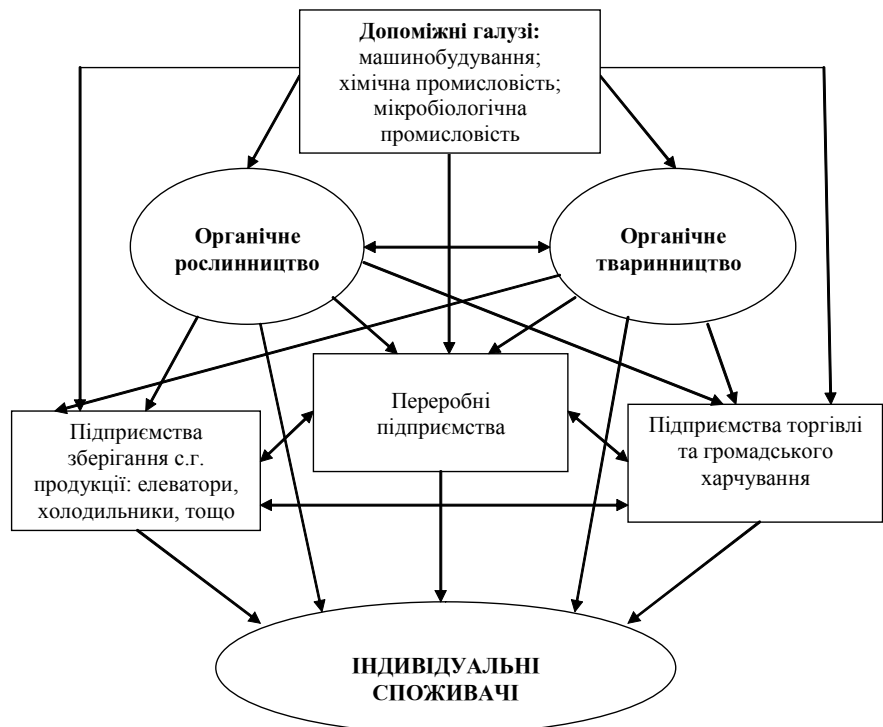 Допоміжні галузі:
машинобудування;
хімічна промисловість;
мікробіологічна
промисловість
Органічне
рослинництво
Органічне
тваринництво
Підприємства
зберігання с.г.
продукції: елеватори,
холодильники, тощо
Переробні
підприємства
Підприємства торгівлі
та громадського
харчування
ІНДИВІДУАЛЬНІ
СПОЖИВАЧІ